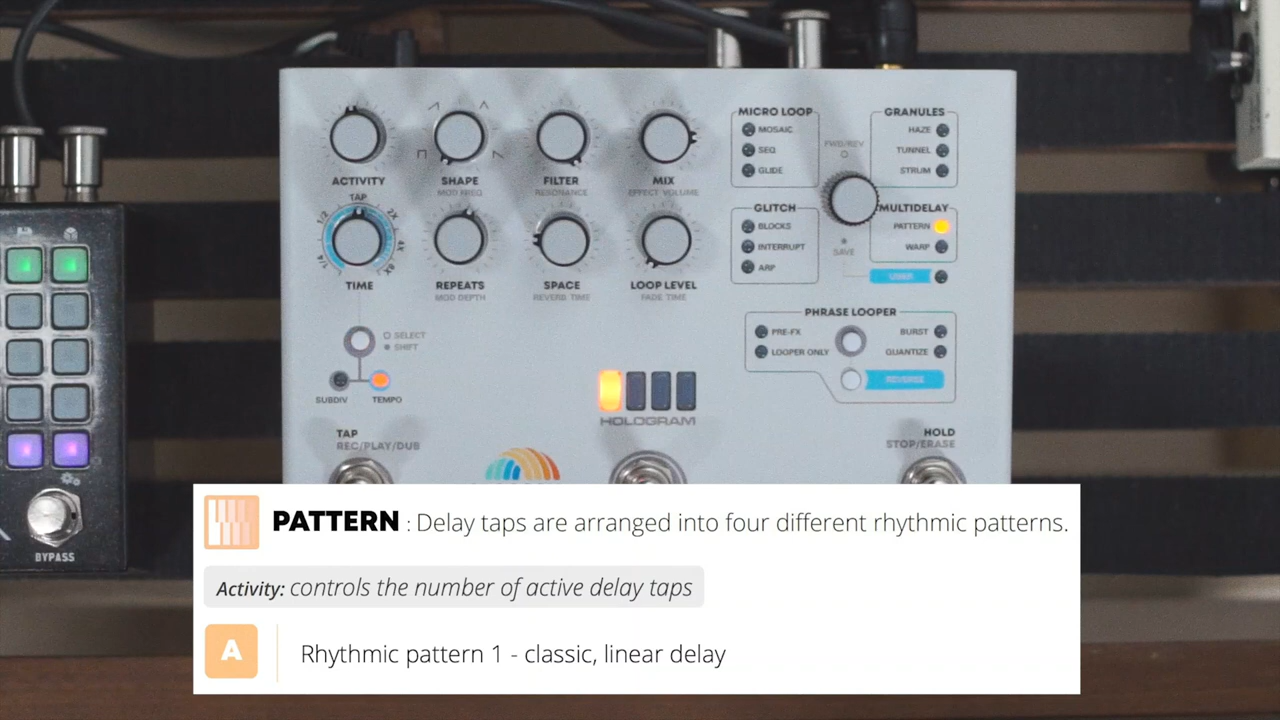 MICRO LOOP
MOSAIC
SEQ
GLIDE
GRANULES
HAZE
TUNNEL
STRUM
FWD/REV
ACTIVITY
SHAPE
MOD FREQ
FILTER
RESONANCE
MIX
EFFECT VOLUME
TAP
1/2
2X
1/4
4X
8X
GLITCH
BLOCKS
INTERRUPT
ARP
MULTIDELAY
PATTERN
WARP
SAVE
USER
TIME
REPEATS
MOD DEPTH
SPACE
REVERB TIME
LOOP LEVEL
FADE TIME
PHRASE LOOPER
PRE-FX
LOOPER ONLY
BURST
QUANTIZE
REVERSE
SELECT
SHIFT
SUBDIV
TEMPO
HOLOGRAM
TAP
REC/PLAY/DUB
HOLD
STOP/ERASE
BYPASS
PATTERN : Delay taps are arranged into four different rhythmic patterns.
Activity: controls the number of active delay taps
A Rhythmic pattern 1 - classic, linear delay